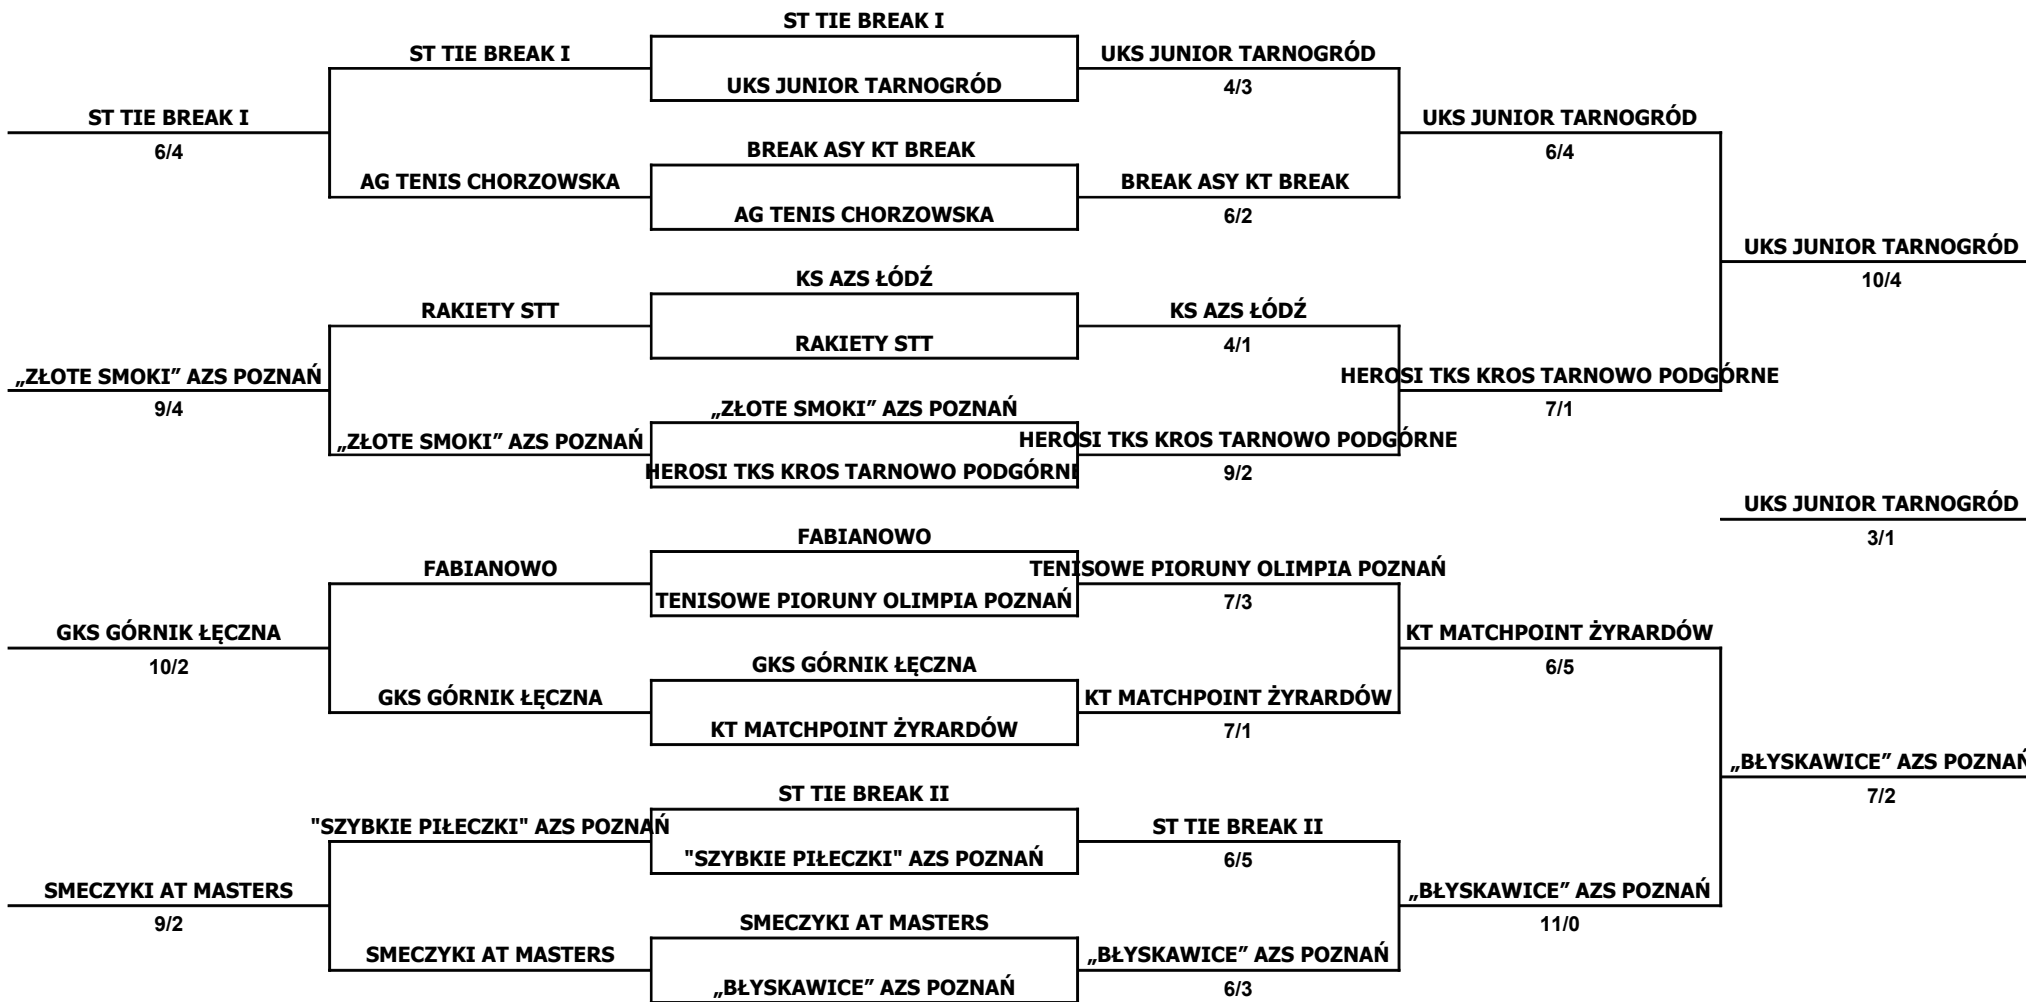 ST TIE BREAK I
ST TIE BREAK I
UKS JUNIOR TARNOGRÓD
UKS JUNIOR TARNOGRÓD
4/3
ST TIE BREAK I
UKS JUNIOR TARNOGRÓD
6/4
6/4
BREAK ASY KT BREAK
AG TENIS CHORZOWSKA
BREAK ASY KT BREAK
AG TENIS CHORZOWSKA
6/2
UKS JUNIOR TARNOGRÓD
KS AZS ŁÓDŹ
10/4
RAKIETY STT
KS AZS ŁÓDŹ
RAKIETY STT
4/1
„ZŁOTE SMOKI” AZS POZNAŃ
HEROSI TKS KROS TARNOWO PODGÓRNE
9/4
„ZŁOTE SMOKI” AZS POZNAŃ
7/1
„ZŁOTE SMOKI” AZS POZNAŃ
HEROSI TKS KROS TARNOWO PODGÓRNE
HEROSI TKS KROS TARNOWO PODGÓRNE
9/2
UKS JUNIOR TARNOGRÓD
FABIANOWO
3/1
FABIANOWO
TENISOWE PIORUNY OLIMPIA POZNAŃ
TENISOWE PIORUNY OLIMPIA POZNAŃ
7/3
GKS GÓRNIK ŁĘCZNA
KT MATCHPOINT ŻYRARDÓW
10/2
GKS GÓRNIK ŁĘCZNA
6/5
GKS GÓRNIK ŁĘCZNA
KT MATCHPOINT ŻYRARDÓW
KT MATCHPOINT ŻYRARDÓW
7/1
„BŁYSKAWICE” AZS POZNAŃ
ST TIE BREAK II
7/2
"SZYBKIE PIŁECZKI" AZS POZNAŃ
ST TIE BREAK II
"SZYBKIE PIŁECZKI" AZS POZNAŃ
6/5
SMECZYKI AT MASTERS
„BŁYSKAWICE” AZS POZNAŃ
9/2
SMECZYKI AT MASTERS
11/0
SMECZYKI AT MASTERS
„BŁYSKAWICE” AZS POZNAŃ
„BŁYSKAWICE” AZS POZNAŃ
6/3